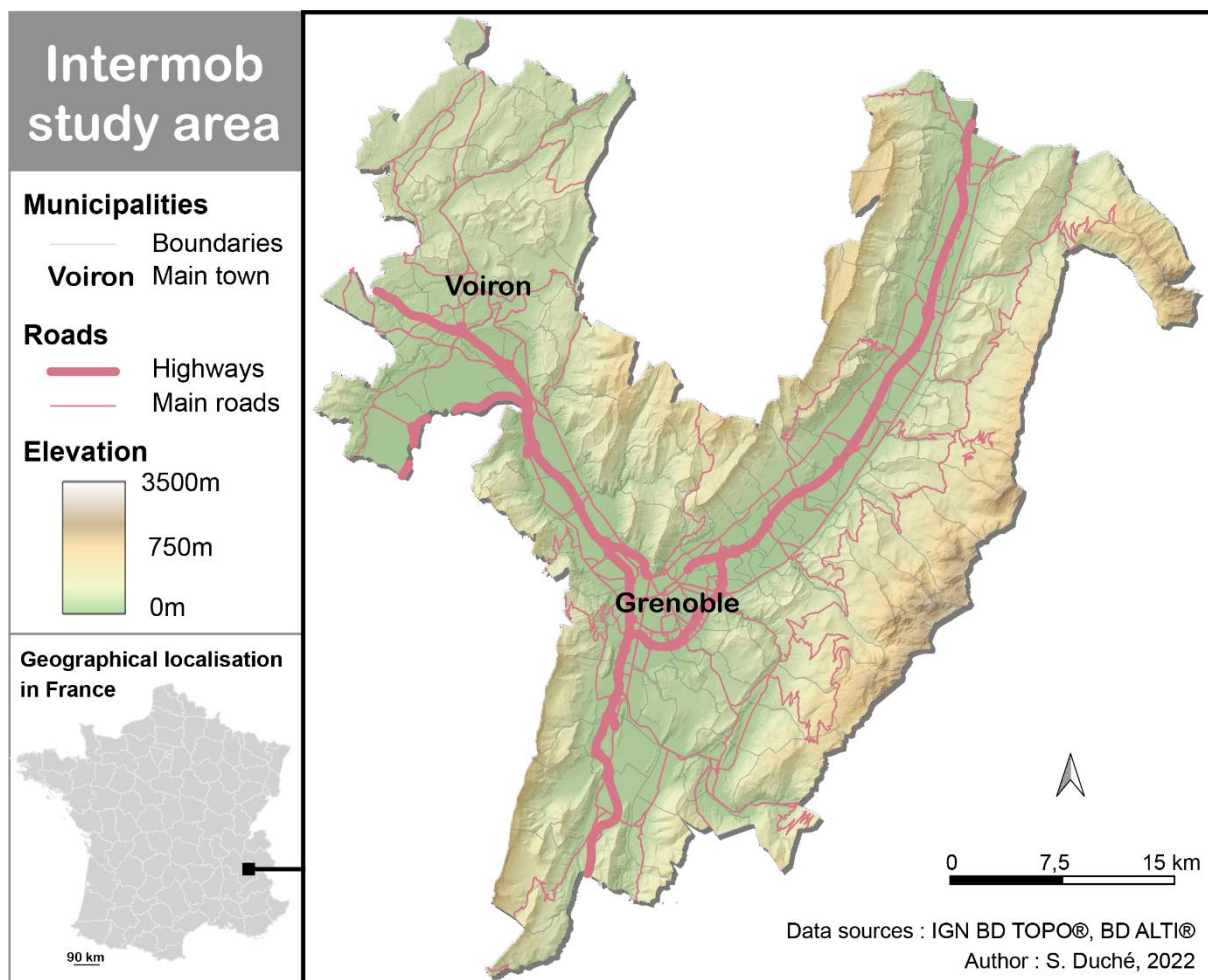 Intermob
study area
Municipalities
Boundaries
Voiron Main town
Roads
Highways
Main roads
Elevation
3500m
750m
0m
Geographical localisation
in France
90 km
Voiron
Grenoble
0 7,5 15 km
Data sources : IGN BD TOPO®, BD ALTI®
Author : S. Duché, 2022